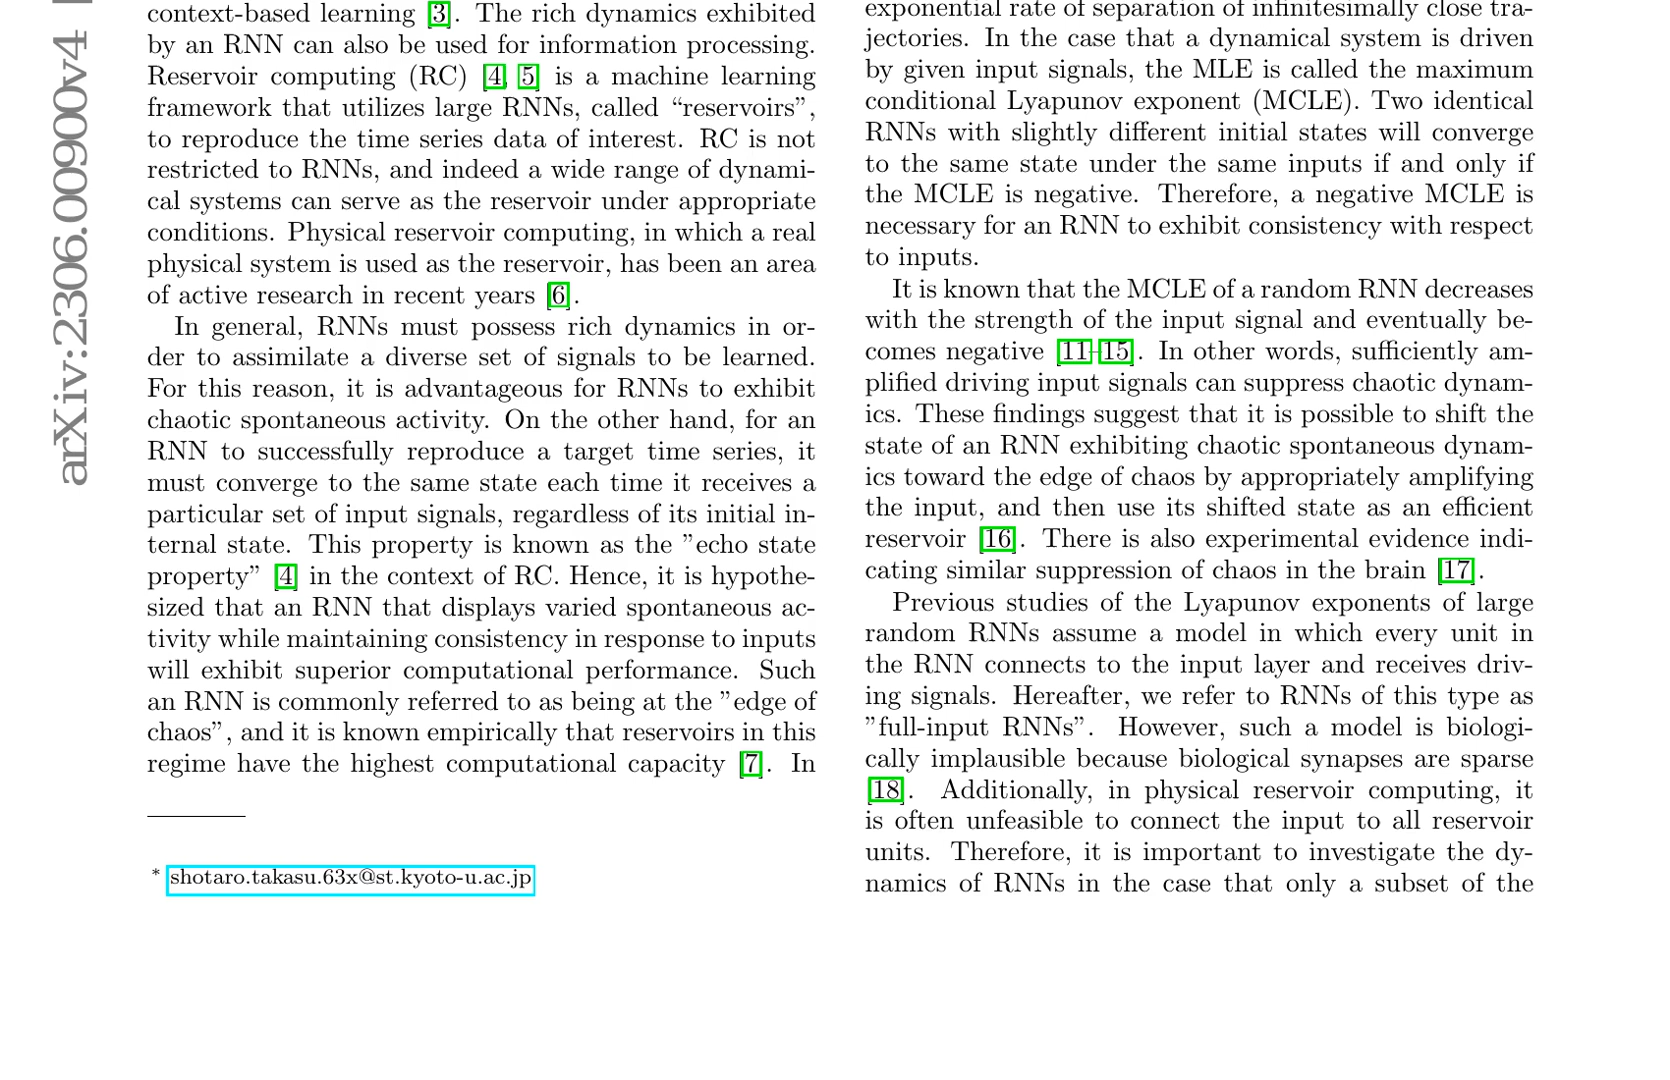 arXiv:2306.00900v4
context-based learning [3]. The rich dynamics exhibited
by an RNN can also be used for information processing.
Reservoir computing (RC) [4, 5] is a machine learning
framework that utilizes large RNNs, called “reservoirs”,
to reproduce the time series data of interest. RC is not
restricted to RNNs, and indeed a wide range of dynami-
cal systems can serve as the reservoir under appropriate
conditions. Physical reservoir computing, in which a real
physical system is used as the reservoir, has been an area
of active research in recent years [6].
In general, RNNs must possess rich dynamics in or-
der to assimilate a diverse set of signals to be learned.
For this reason, it is advantageous for RNNs to exhibit
chaotic spontaneous activity. On the other hand, for an
RNN to successfully reproduce a target time series, it
must converge to the same state each time it receives a
particular set of input signals, regardless of its initial in-
ternal state. This property is known as the ”echo state
property” [4] in the context of RC. Hence, it is hypothe-
sized that an RNN that displays varied spontaneous ac-
tivity while maintaining consistency in response to inputs
will exhibit superior computational performance. Such
an RNN is commonly referred to as being at the ”edge of
chaos”, and it is known empirically that reservoirs in this
regime have the highest computational capacity [7]. In
* shotaro.takasu.63x@st.kyoto-u.ac.jp
exponential rate of separation of infinitesimally close tra-
jectories. In the case that a dynamical system is driven
by given input signals, the MLE is called the maximum
conditional Lyapunov exponent (MCLE). Two identical
RNNs with slightly different initial states will converge
to the same state under the same inputs if and only if
the MCLE is negative. Therefore, a negative MCLE is
necessary for an RNN to exhibit consistency with respect
to inputs.
It is known that the MCLE of a random RNN decreases
with the strength of the input signal and eventually be-
comes negative [11–15]. In other words, sufficiently am-
plified driving input signals can suppress chaotic dynam-
ics. These findings suggest that it is possible to shift the
state of an RNN exhibiting chaotic spontaneous dynam-
ics toward the edge of chaos by appropriately amplifying
the input, and then use its shifted state as an efficient
reservoir [16]. There is also experimental evidence indi-
cating similar suppression of chaos in the brain [17].
Previous studies of the Lyapunov exponents of large
random RNNs assume a model in which every unit in
the RNN connects to the input layer and receives driv-
ing signals. Hereafter, we refer to RNNs of this type as
”full-input RNNs”. However, such a model is biologi-
cally implausible because biological synapses are sparse
[18]. Additionally, in physical reservoir computing, it
is often unfeasible to connect the input to all reservoir
units. Therefore, it is important to investigate the dy-
namics of RNNs in the case that only a subset of the